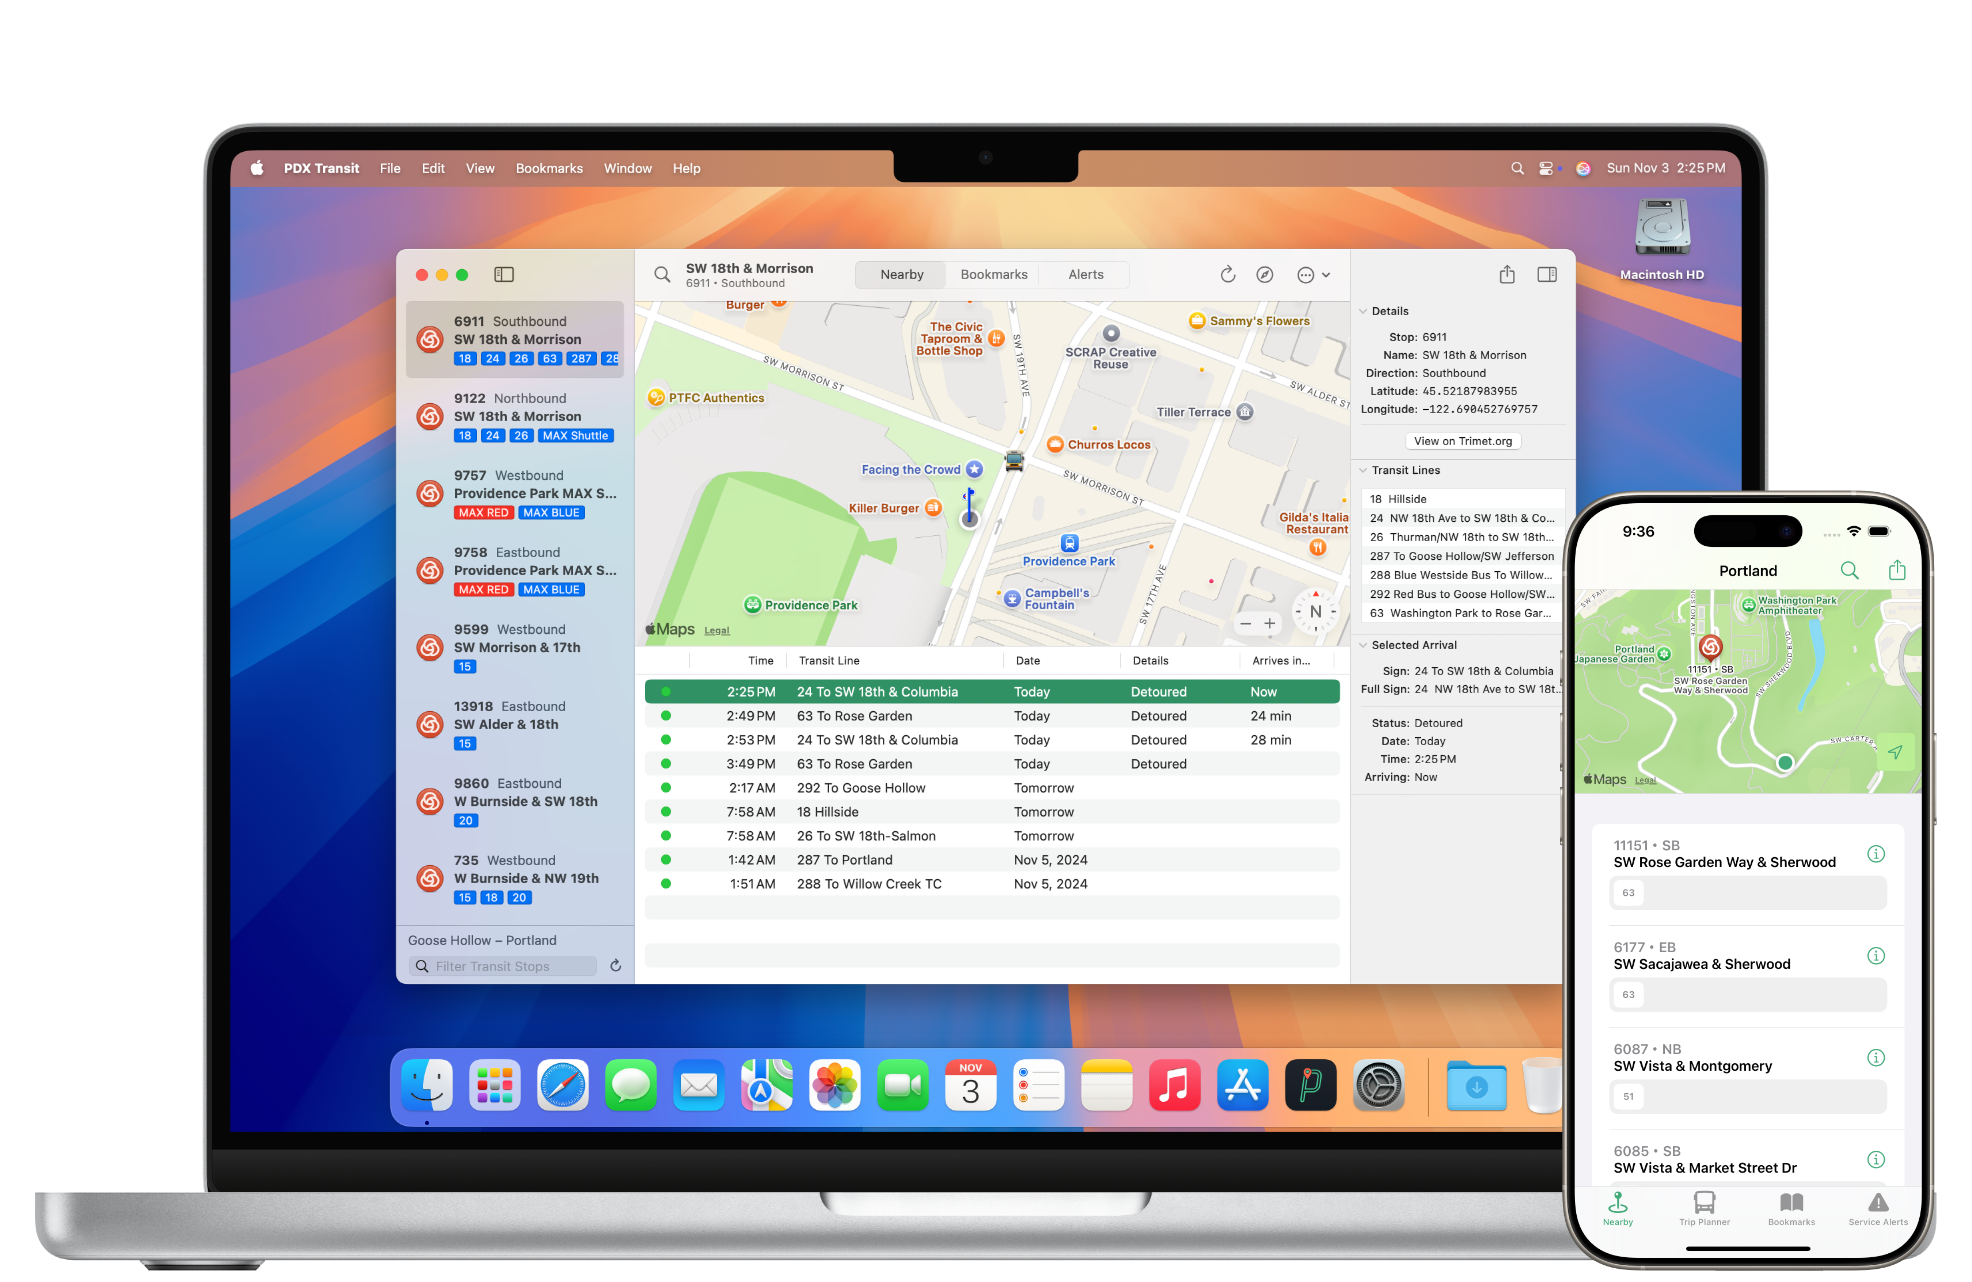 PDX Transit File Edit View Bookmarks Window Help
Sun Nov 3 2:25 PM
Macintosh HD
6911 Southbound
SW 18th & Morrison
18 24 26 63 287 28
9122 Northbound
SW 18th & Morrison
18 24 26 MAX Shuttle
9757 Westbound
Providence Park MAX S...
MAX RED MAX BLUE
9758 Eastbound
Providence Park MAX S...
MAX RED MAX BLUE
9599 Westbound
SW Morrison & 17th
15
13918 Eastbound
SW Alder & 18th
15
9860 Eastbound
W Burnside & SW 18th
20
735 Westbound
W Burnside & NW 19th
15 18 20
Goose Hollow – Portland
Filter Transit Stops
SW 18th & Morrison
6911 • Southbound
Nearby Bookmarks Alerts
Burger
The Civic
Taproom &
Bottle Shop
SW 19TH AVE
SCRAP Creative
Reuse
Sammy's Flowers
SW MORRISON ST
PTFC Authentics
SW ALDER ST
Tiller Terrace
Churros Locos
Facing the Crowd
SW MORRISON ST
Killer Burger
Gilda's Italia
Restaurant
Providence Park
Campbell's
Fountain
SW 17TH AVE
Providence Park
Maps Legal
N
Time Transit Line Date Details Arrives in...
2:25 PM 24 To SW 18th & Columbia Today Detoured Now
2:49 PM 63 To Rose Garden Today Detoured 24 min
2:53 PM 24 To SW 18th & Columbia Today Detoured 28 min
3:49 PM 63 To Rose Garden Today Detoured
2:17 AM 292 To Goose Hollow Tomorrow
7:58 AM 18 Hillside Tomorrow
7:58 AM 26 To SW 18th-Salmon Tomorrow
1:42 AM 287 To Portland Nov 5, 2024
1:51 AM 288 To Willow Creek TC Nov 5, 2024
Details
Stop: 6911
Name: SW 18th & Morrison
Direction: Southbound
Latitude: 45.52187983955
Longitude: -122.690452769757
View on Trimet.org
Transit Lines
18 Hillside
24 NW 18th Ave to SW 18th & Co...
26 Thurman/NW 18th to SW 18th...
287 To Goose Hollow/SW Jefferson
288 Blue Westside Bus To Willow...
292 Red Bus to Goose Hollow/SW...
63 Washington Park to Rose Gar...
Selected Arrival
Sign: 24 To SW 18th & Columbia
Full Sign: 24 NW 18th Ave to SW 18t...
Status: Detoured
Date: Today
Time: 2:25 PM
Arriving: Now
NOV
3
9:36
Portland
Washington Park
Amphitheater
Portland
Japanese Garden
11151 • SB
SW Rose Garden
Way & Sherwood
SW SHERWOOD BLVD
SW CARTER
Maps Legal
11151 • SB
SW Rose Garden Way & Sherwood
63
6177 • EB
SW Sacajawea & Sherwood
63
6087 • NB
SW Vista & Montgomery
51
6085 • SB
SW Vista & Market Street Dr
Nearby Trip Planner Bookmarks Service Alerts